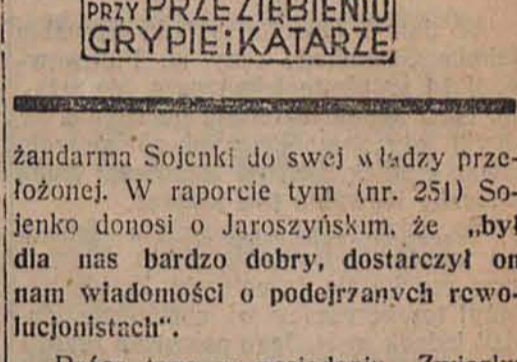 PRZY PRZEZIĘBIENIU
GRYPIE i KATARZE
żandarma Sojenki do swej władzy prze-
łożonej. W raporcie tym (nr. 251) So-
jenko donosi o Jaroszyńskim, że „był
dla nas bardzo dobry, dostarczył on
nam wiadomości o podejrzanych rewo-
lucjonistach“.